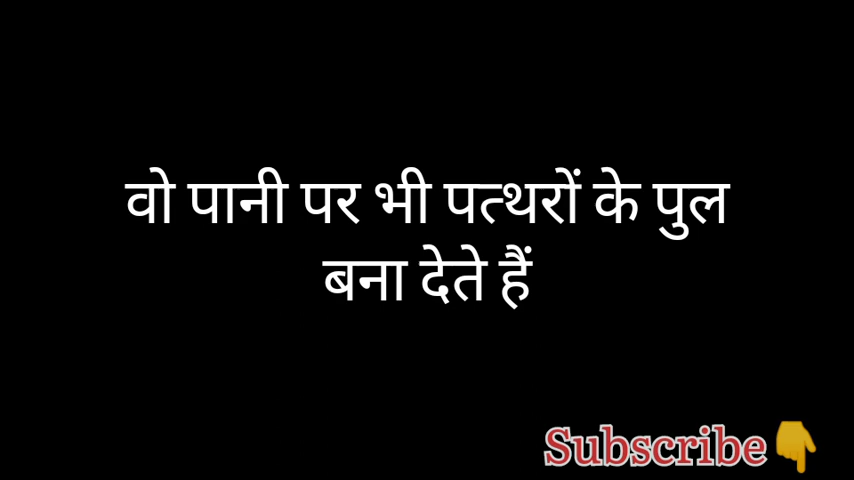 वो पानी पर भी पत्थरों के पुल
बना देते हैं
Subscribe👇